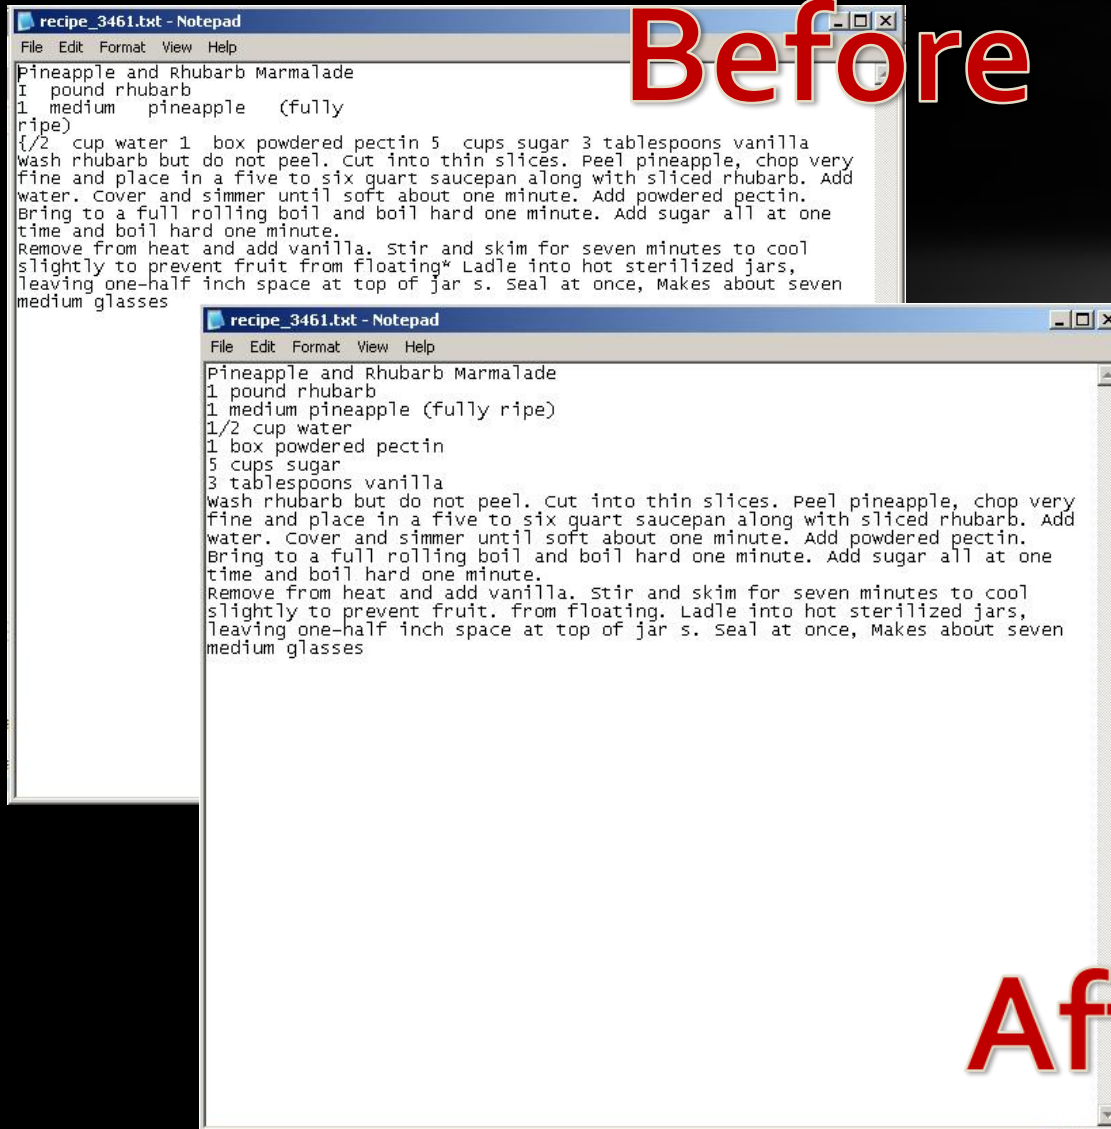 Before
recipe_3461.txt - Notepad
File Edit Format View Help
Pineapple and Rhubarb Marmalade
I pound rhubarb
1 medium pineapple (fully
ripe)
{/2 cup water 1 box powdered pectin 5 cups sugar 3 tablespoons vanilla
Wash rhubarb but do not peel. Cut into thin slices. Peel pineapple, chop very
fine and place in a five to six quart saucepan along with sliced rhubarb. Add
water. Cover and simmer until soft about one minute. Add powdered pectin.
Bring to a full rolling boil and boil hard one minute. Add sugar all at one
time and boil hard one minute.
Remove from heat and add vanilla. Stir and skim for seven minutes to cool
slightly to prevent fruit from floating* Ladle into hot sterilized jars,
leaving one-half inch space at top of jar s. Seal at once, Makes about seven
medium glasses
recipe_3461.txt - Notepad
File Edit Format View Help
Pineapple and Rhubarb Marmalade
1 pound rhubarb
1 medium pineapple (fully ripe)
1/2 cup water
1 box powdered pectin
5 cups sugar
3 tablespoons vanilla
Wash rhubarb but do not peel. Cut into thin slices. Peel pineapple, chop very
fine and place in a five to six quart saucepan along with sliced rhubarb. Add
water. Cover and simmer until soft about one minute. Add powdered pectin.
Bring to a full rolling boil and boil hard one minute. Add sugar all at one
time and boil hard one minute.
Remove from heat and add vanilla. Stir and skim for seven minutes to cool
slightly to prevent fruit. from floating. Ladle into hot sterilized jars,
leaving one-half inch space at top of jar s. Seal at once, Makes about seven
medium glasses
Af